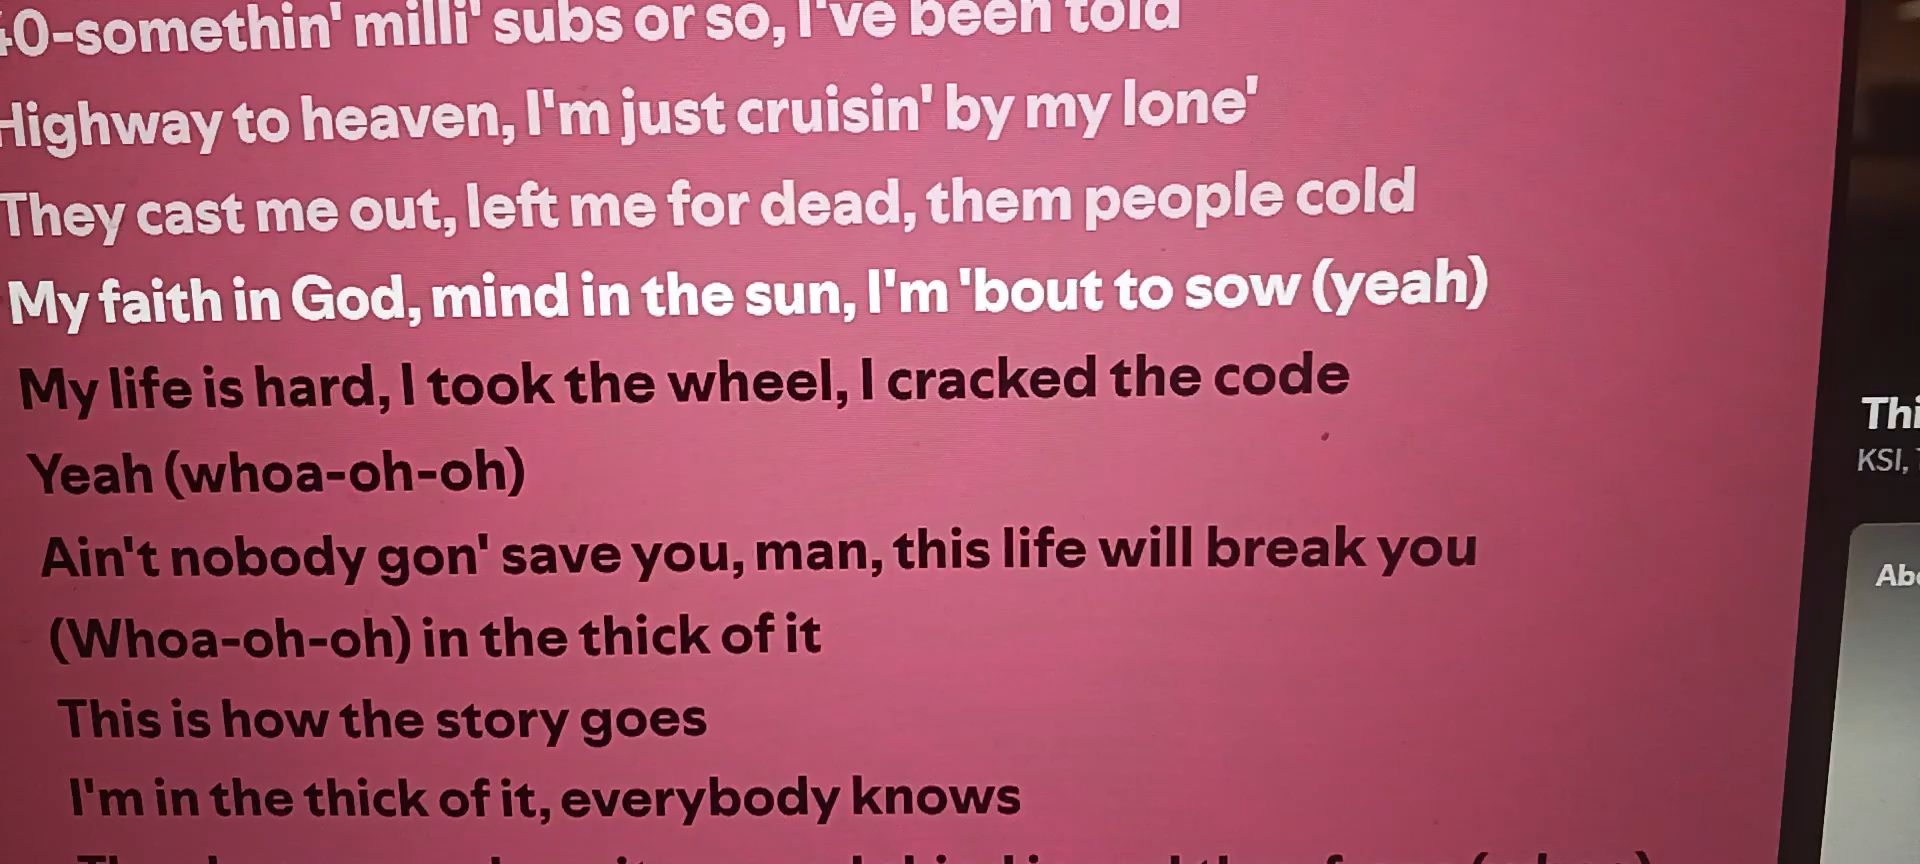 0-somethin' milli' subs or so, I've been told
Highway to heaven, I'm just cruisin' by my lone'
They cast me out, left me for dead, them people cold
My faith in God, mind in the sun, I'm 'bout to sow (yeah)
My life is hard, I took the wheel, I cracked the code
Yeah (whoa-oh-oh)
Ain't nobody gon' save you, man, this life will break you
(Whoa-oh-oh) in the thick of it
This is how the story goes
I'm in the thick of it, everybody knows
Thi
KSI,
Abo